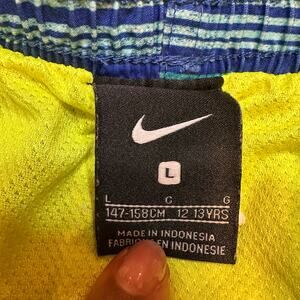 L
L G G
147-158CM 12-13YRS
MADE IN INDONESIA
FABRIQUÉ EN INDONESIE